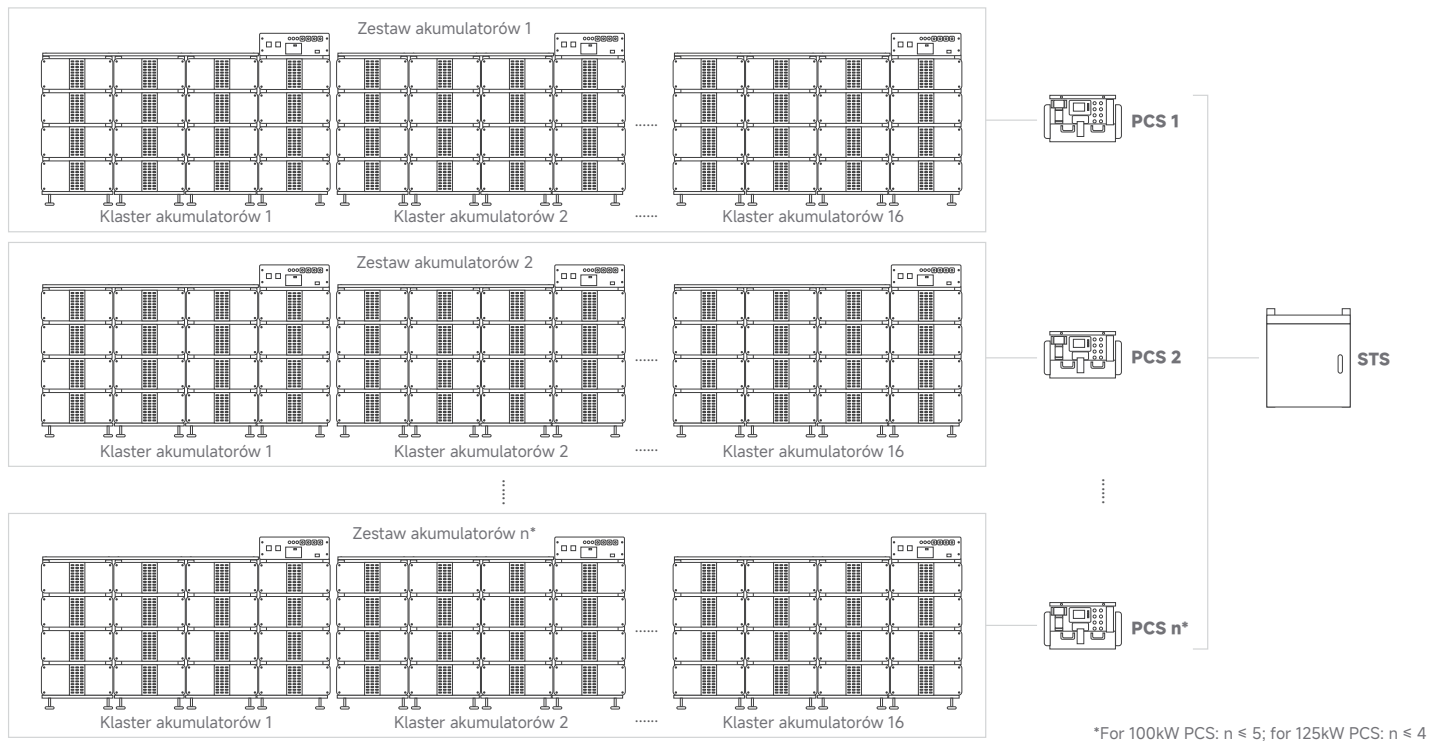 Zestaw akumulatorów 1
......
Klaster akumulatorów 1
Klaster akumulatorów 2
......
Klaster akumulatorów 16
PCS 1
Zestaw akumulatorów 2
......
Klaster akumulatorów 1
Klaster akumulatorów 2
......
Klaster akumulatorów 16
PCS 2
STS
Zestaw akumulatorów n*
......
Klaster akumulatorów 1
Klaster akumulatorów 2
......
Klaster akumulatorów 16
PCS n*
*For 100kW PCS: n ≤ 5; for 125kW PCS: n ≤ 4